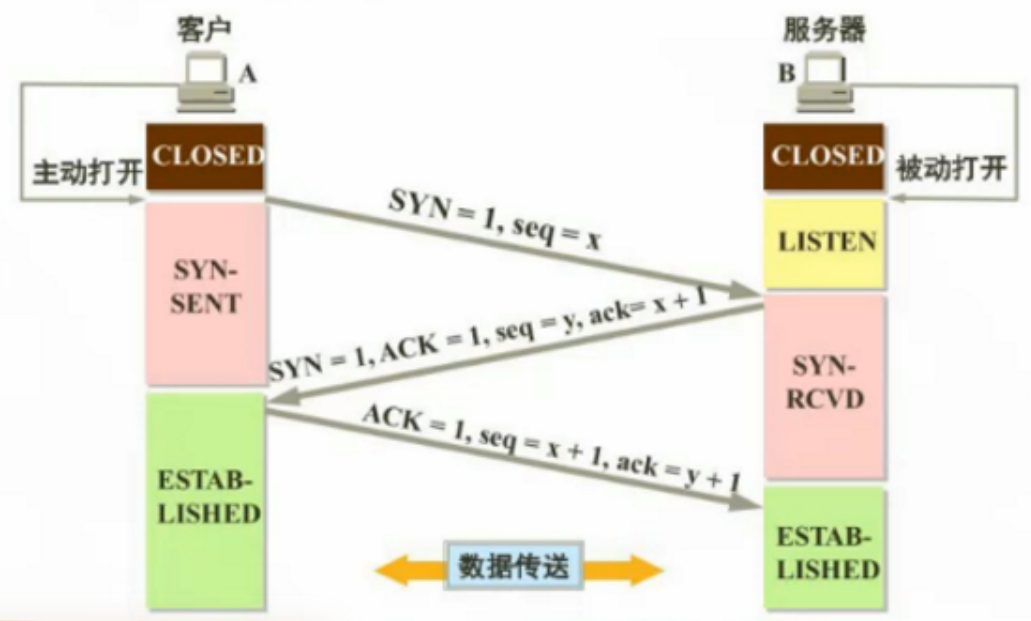 客户
服务器
A
B
CLOSED
CLOSED
主动打开
被动打开
SYN = 1, seq = x
LISTEN
SYN-
SENT
SYN = 1, ACK = 1, seq = y, ack= x + 1
SYN-
RCVD
ACK = 1, seq = x + 1, ack = y + 1
ESTAB-
LISHED
ESTAB-
LISHED
数据传送